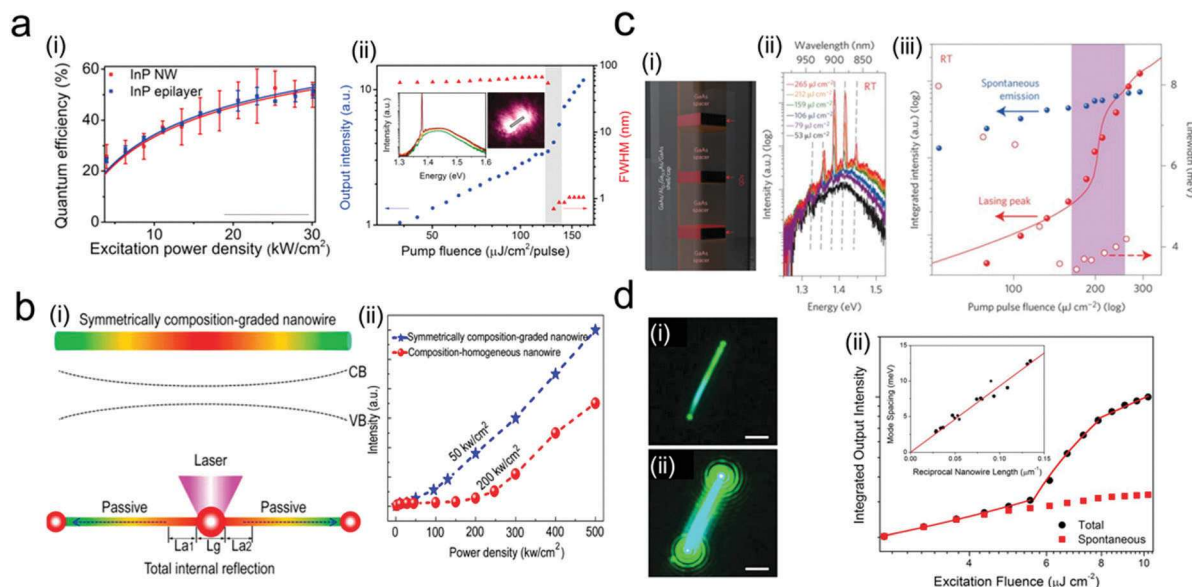 a
(i)
InP NW
InP epilayer
Quantum efficiency (%)
60
40
20
0
5 10 15 20 25 30
Excitation power density (kW/cm²)
(ii)
Output intensity (a.u.)
10
1
FWHM (nm)
100
10
1
1.3 1.4 1.5 1.6
Energy (eV)
50 100 150
Pump fluence (μJ/cm²/pulse)
b
(i)
Symmetrically composition-graded nanowire
CB
VB
Laser
Passive
Passive
La1 Lg La2
Total internal reflection
(ii)
Symmetrically composition-graded nanowire
Composition-homogeneous nanowire
Intensity (a.u.)
50 kw/cm²
200 kw/cm²
0 100 200 300 400 500
Power density (kw/cm²)
c
(i)
GaAs
spacer
GaAs
spacer
GaAs
spacer
GaAs
spacer
(ii)
Wavelength (nm)
925 900 875 850
265 μJ cm⁻²
212 μJ cm⁻²
159 μJ cm⁻²
106 μJ cm⁻²
79 μJ cm⁻²
53 μJ cm⁻²
RT
Intensity (a.u.) (log)
1.3 1.4 1.5
Energy (eV)
(iii)
RT
Spontaneous
emission
Lasing peak
Integrated intensity (a.u.) (log)
Linewidth (meV)
8
6
4
100 200 300
Pump pulse fluence (μJ cm⁻²) (log)
d
(i)
(ii)
(ii)
Integrated Output Intensity
Mode Spacing (meV)
15
10
5
0
0.00 0.05 0.10 0.15
Reciprocal Nanowire Length (μm⁻¹)
Total
Spontaneous
4 6 8 10
Excitation Fluence (μJ cm⁻²)